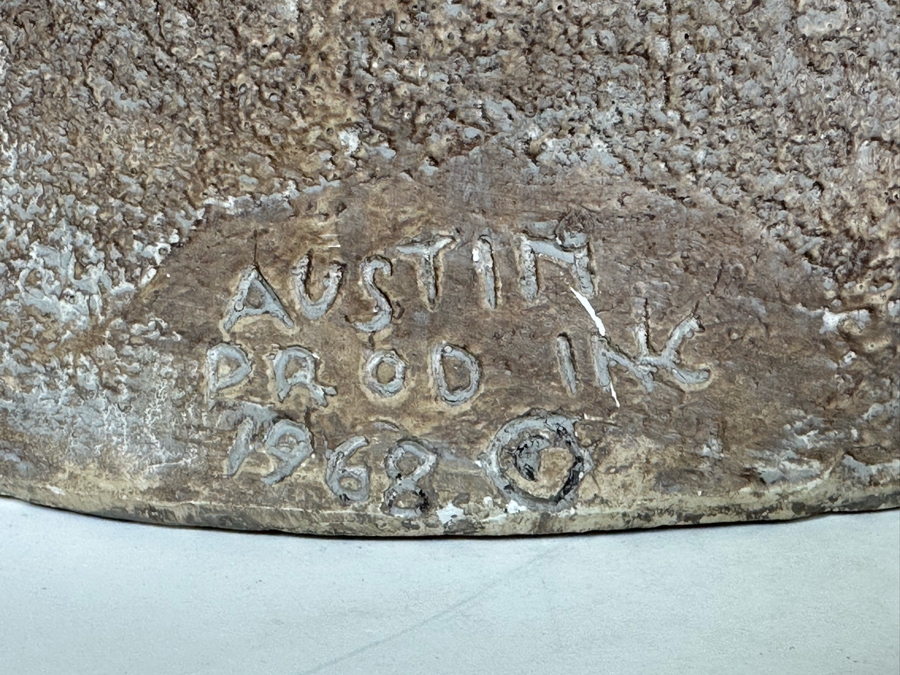 AUSTIN
PROD INC
1968 ©